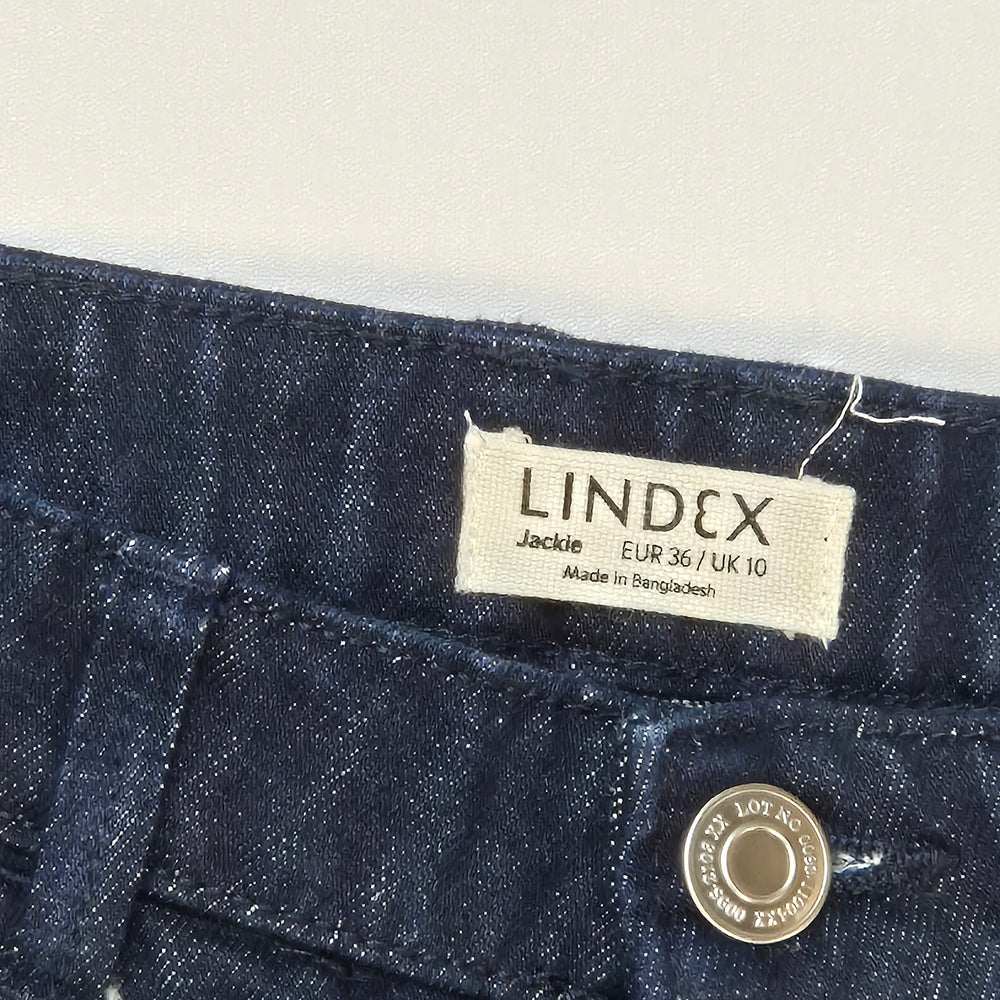 LINDEX
Jackie EUR 36 / UK 10
Made in Bangladesh
LOT NO